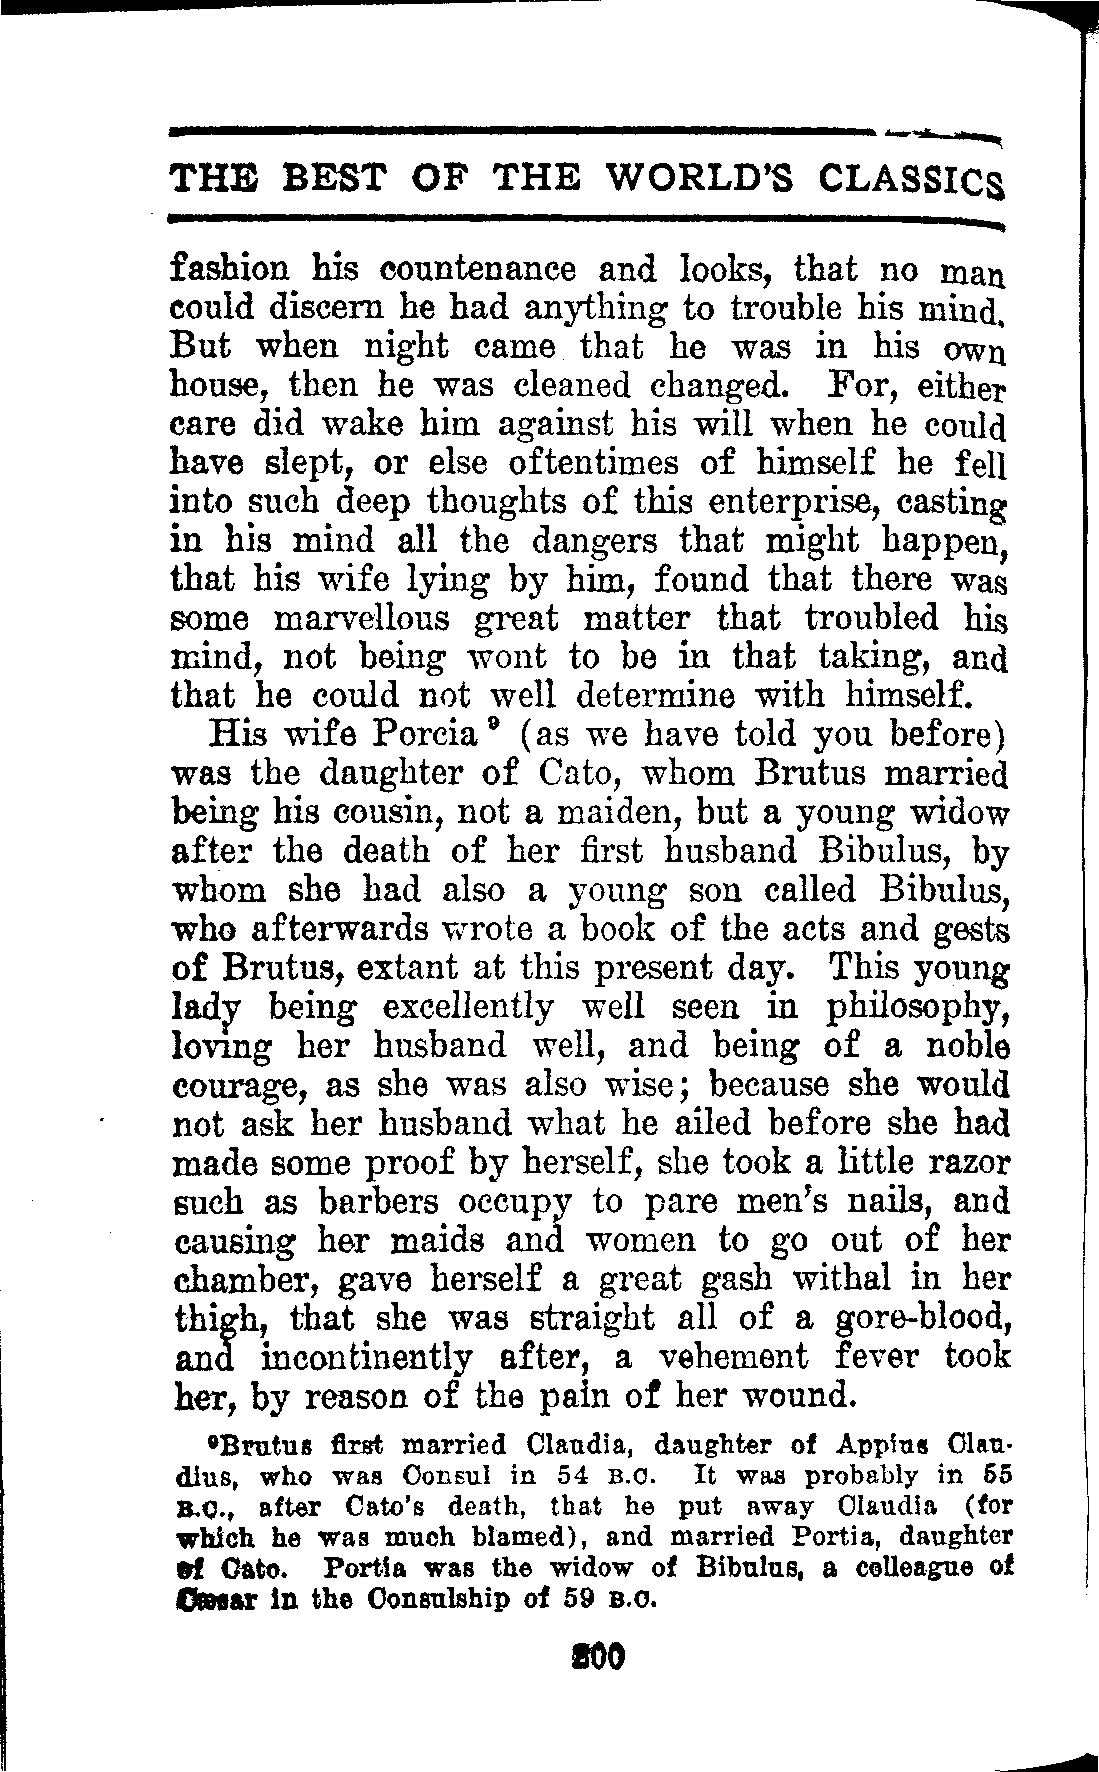 THE BEST OF THE WORLD'S CLASSICS
fashion his countenance and looks, that no man
could discern he had anything to trouble his mind.
But when night came that he was in his own
house, then he was cleaned changed. For, either
care did wake him against his will when he could
have slept, or else oftentimes of himself he fell
into such deep thoughts of this enterprise, casting
in his mind all the dangers that might happen,
that his wife lying by him, found that there was
some marvellous great matter that troubled his
mind, not being wont to be in that taking, and
that he could not well determine with himself.
His wife Porcia⁹ (as we have told you before)
was the daughter of Cato, whom Brutus married
being his cousin, not a maiden, but a young widow
after the death of her first husband Bibulus, by
whom she had also a young son called Bibulus,
who afterwards wrote a book of the acts and gests
of Brutus, extant at this present day. This young
lady being excellently well seen in philosophy,
loving her husband well, and being of a noble
courage, as she was also wise; because she would
not ask her husband what he ailed before she had
made some proof by herself, she took a little razor
such as barbers occupy to pare men's nails, and
causing her maids and women to go out of her
chamber, gave herself a great gash withal in her
thigh, that she was straight all of a gore-blood,
and incontinently after, a vehement fever took
her, by reason of the pain of her wound.
⁹Brutus first married Claudia, daughter of Appius Clau-
dius, who was Consul in 54 B.C. It was probably in 55
B.C., after Cato's death, that he put away Claudia (for
which he was much blamed), and married Portia, daughter
of Cato. Portia was the widow of Bibulus, a colleague of
Cæsar in the Consulship of 59 B.C.
200